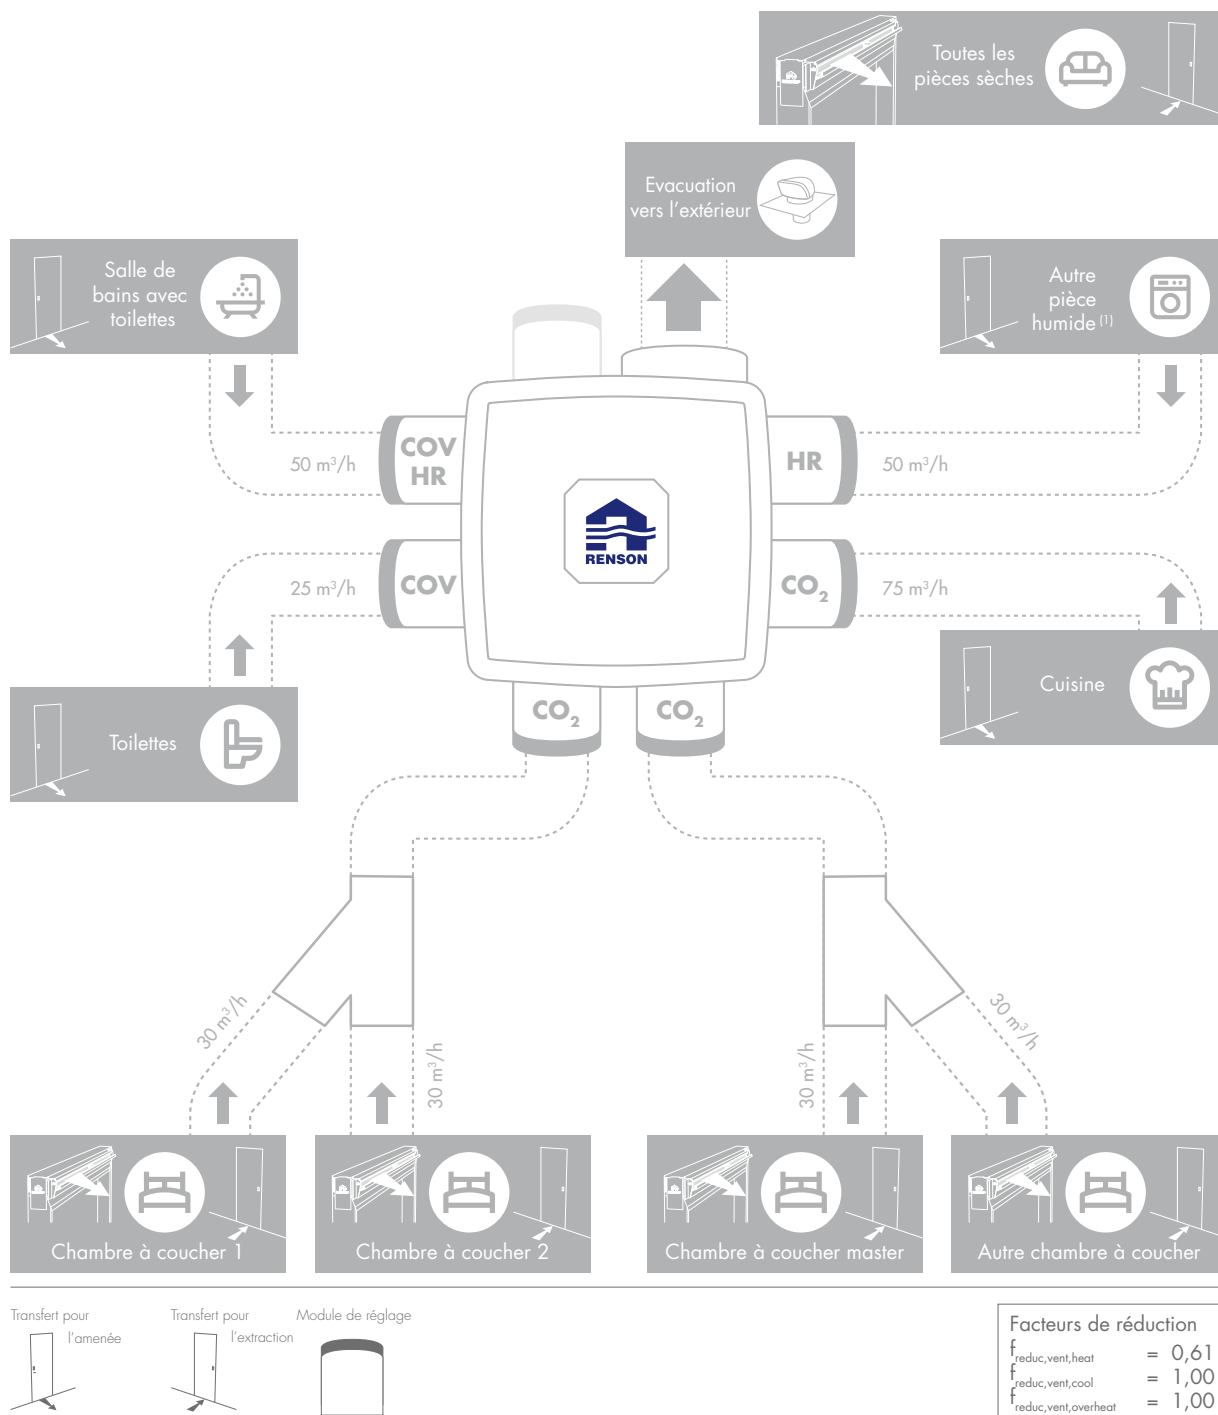 Toutes les
pièces sèches
Evacuation
vers l'extérieur
Salle de
bains avec
toilettes
Autre
pièce
humide (1)
50 m³/h
COV
HR
HR
50 m³/h
RENSON
25 m³/h
COV
CO₂
75 m³/h
Toilettes
Cuisine
CO₂
CO₂
30 m³/h
30 m³/h
30 m³/h
30 m³/h
Chambre à coucher 1
Chambre à coucher 2
Chambre à coucher master
Autre chambre à coucher
Transfert pour
l'amenée
Transfert pour
l'extraction
Module de réglage
Facteurs de réduction
freduc,vent,heat = 0,61
freduc,vent,cool = 1,00
freduc,vent,overheat = 1,00